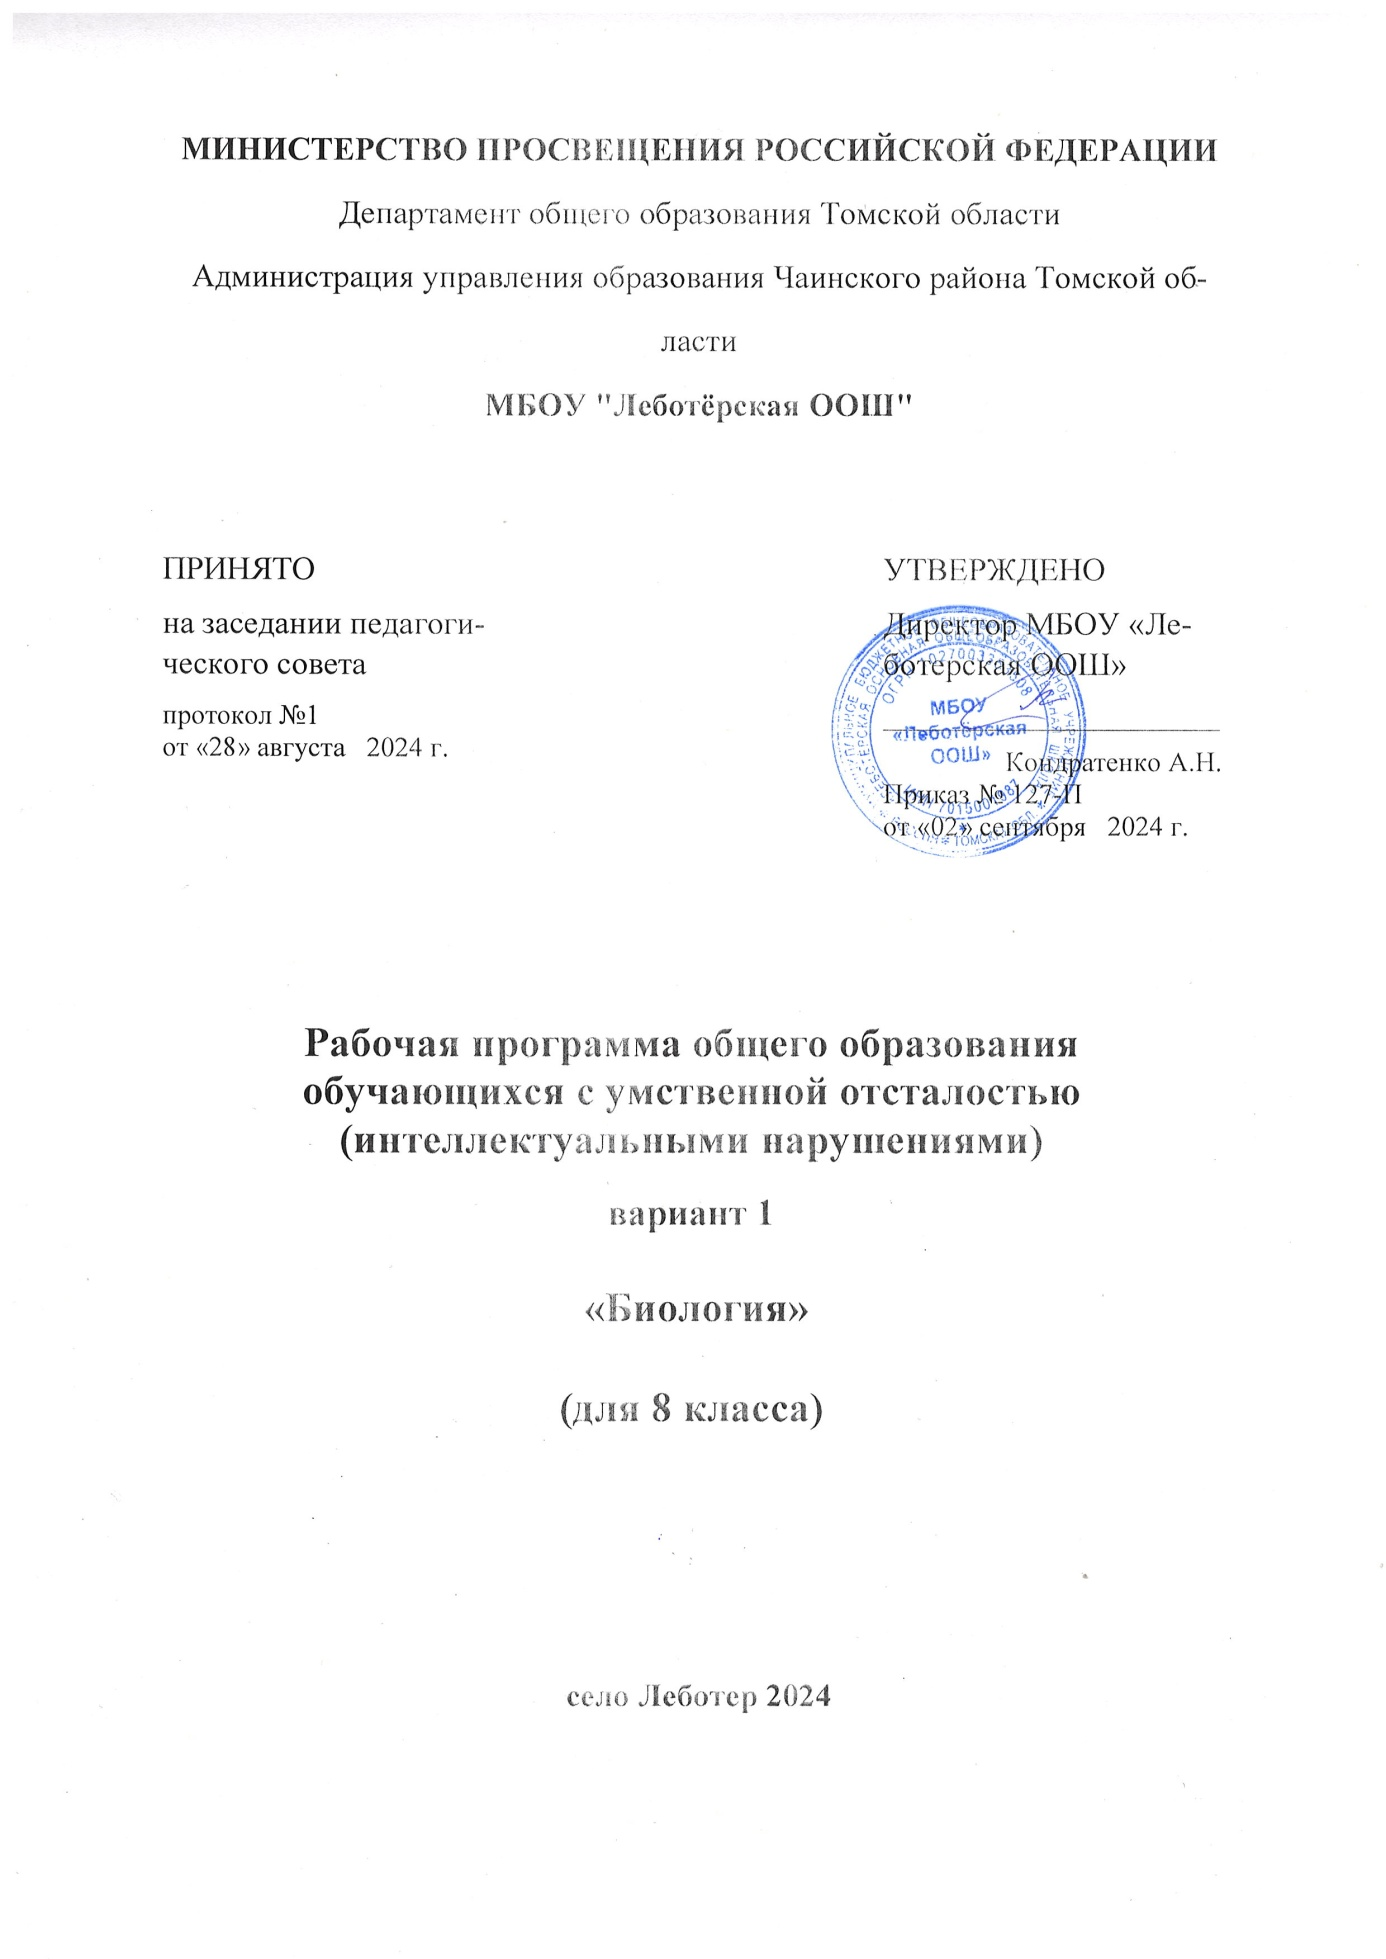 МИНИСТЕРСТВО ПРОСВЕЩЕНИЯ РОССИЙСКОЙ ФЕДЕРАЦИИ
Департамент общего образования Томской области
Администрация управления образования Чаинского района Томской об-
ласти
МБОУ "Леботёрская ООШ"
ПРИНЯТО
на заседании педагоги-
ческого совета
протокол №1
от «28» августа 2024 г.
УТВЕРЖДЕНО
Директор МБОУ «Ле-
ботерская ООШ»
Кондратенко А.Н.
Приказ № 127-П
от «02» сентября 2024 г.
МБОУ
«Леботёрская
ООШ»
Рабочая программа общего образования
обучающихся с умственной отсталостью
(интеллектуальными нарушениями)
вариант 1
«Биология»
(для 8 класса)
село Леботер 2024